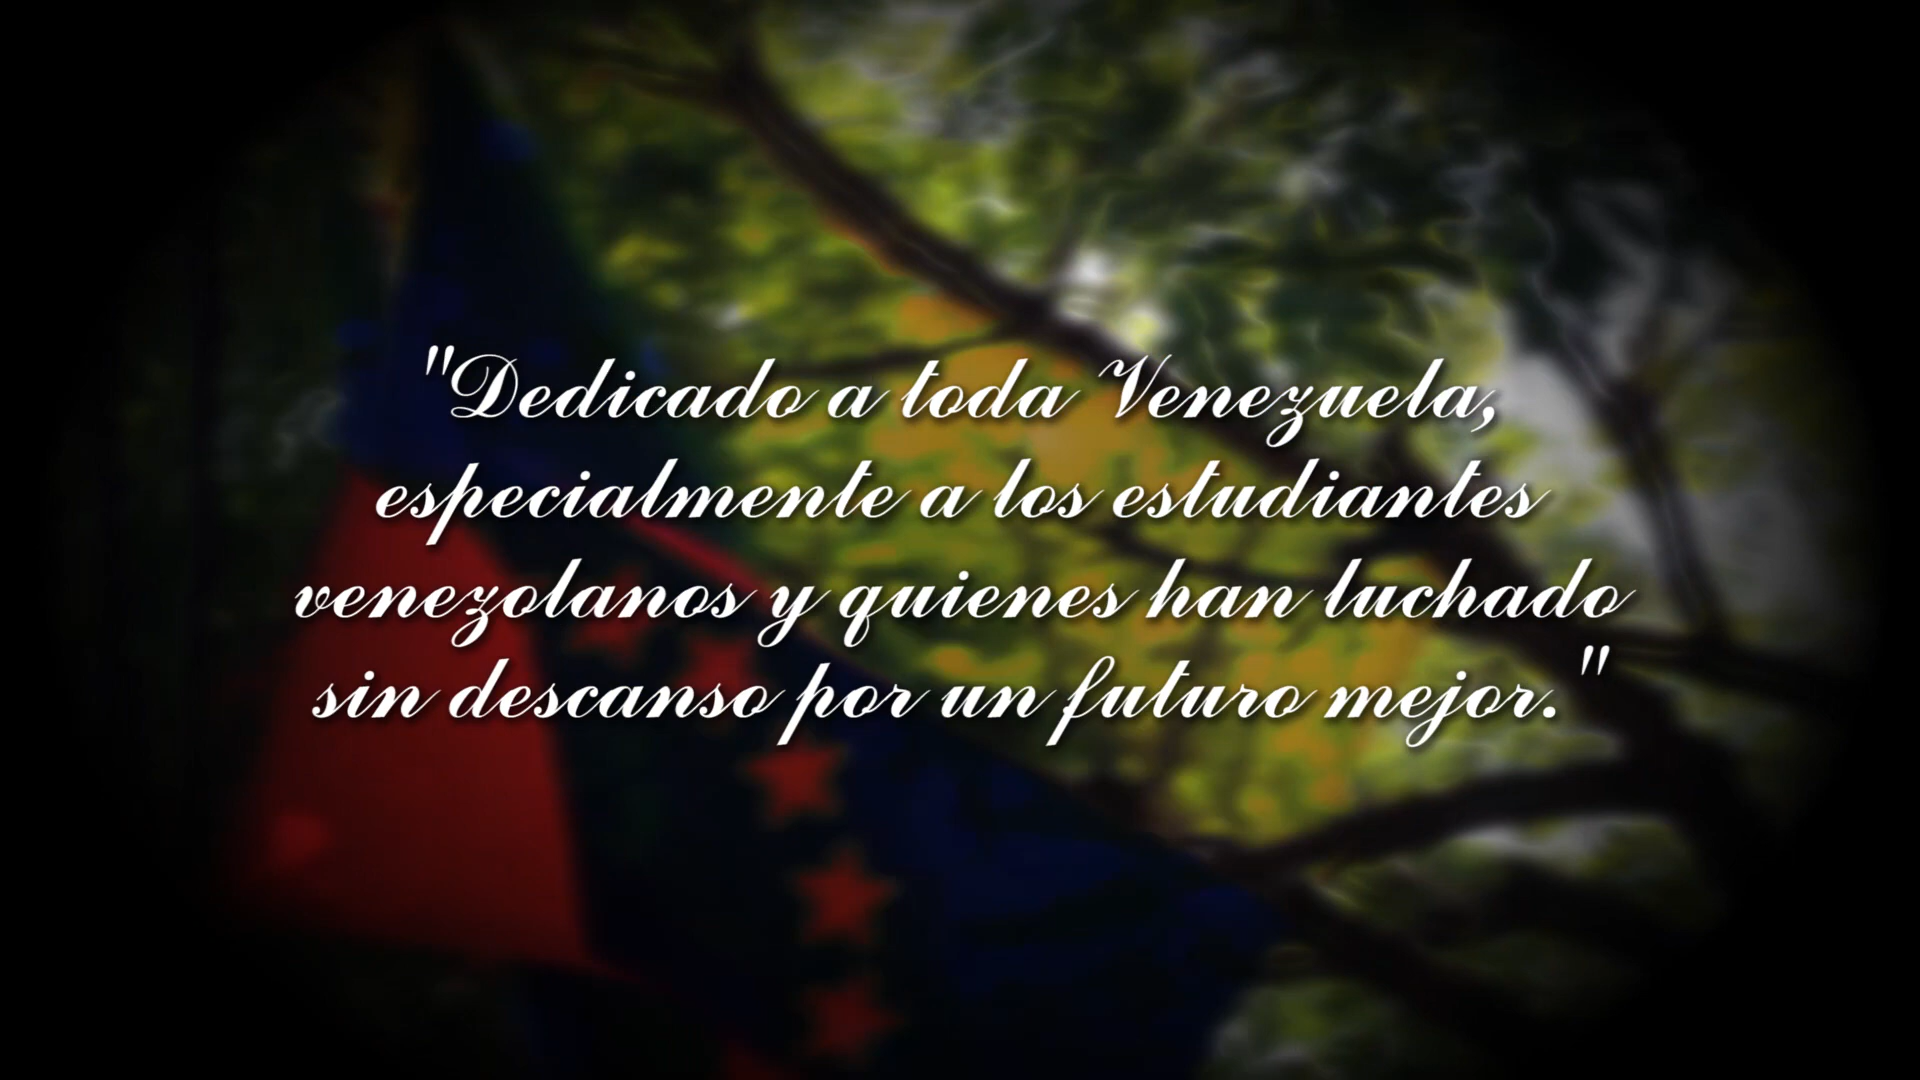 "Dedicado a toda Venezuela,
especialmente a los estudiantes
venezolanos y quienes han luchado
sin descanso por un futuro mejor."